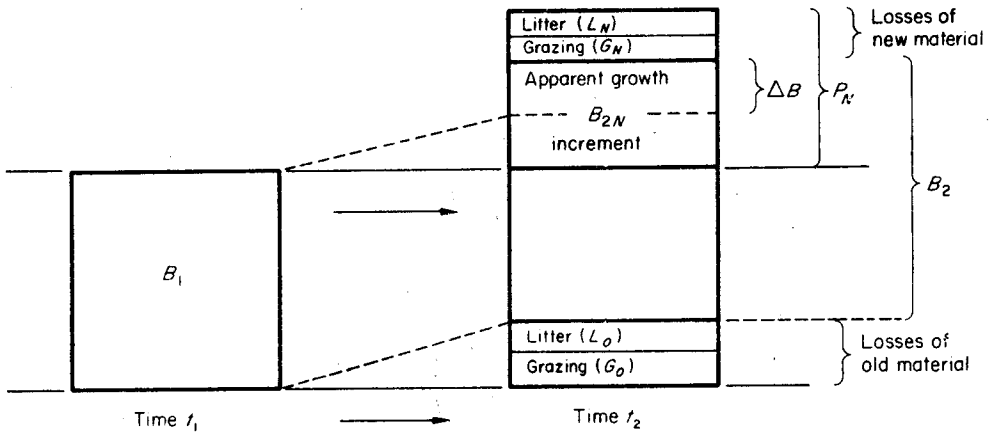 Litter (L_N)
Grazing (G_N)
Apparent growth
B_2N
increment
ΔB
P_N
Losses of
new material
B_2
B_1
Litter (L_O)
Grazing (G_O)
Losses of
old material
Time t_1
Time t_2